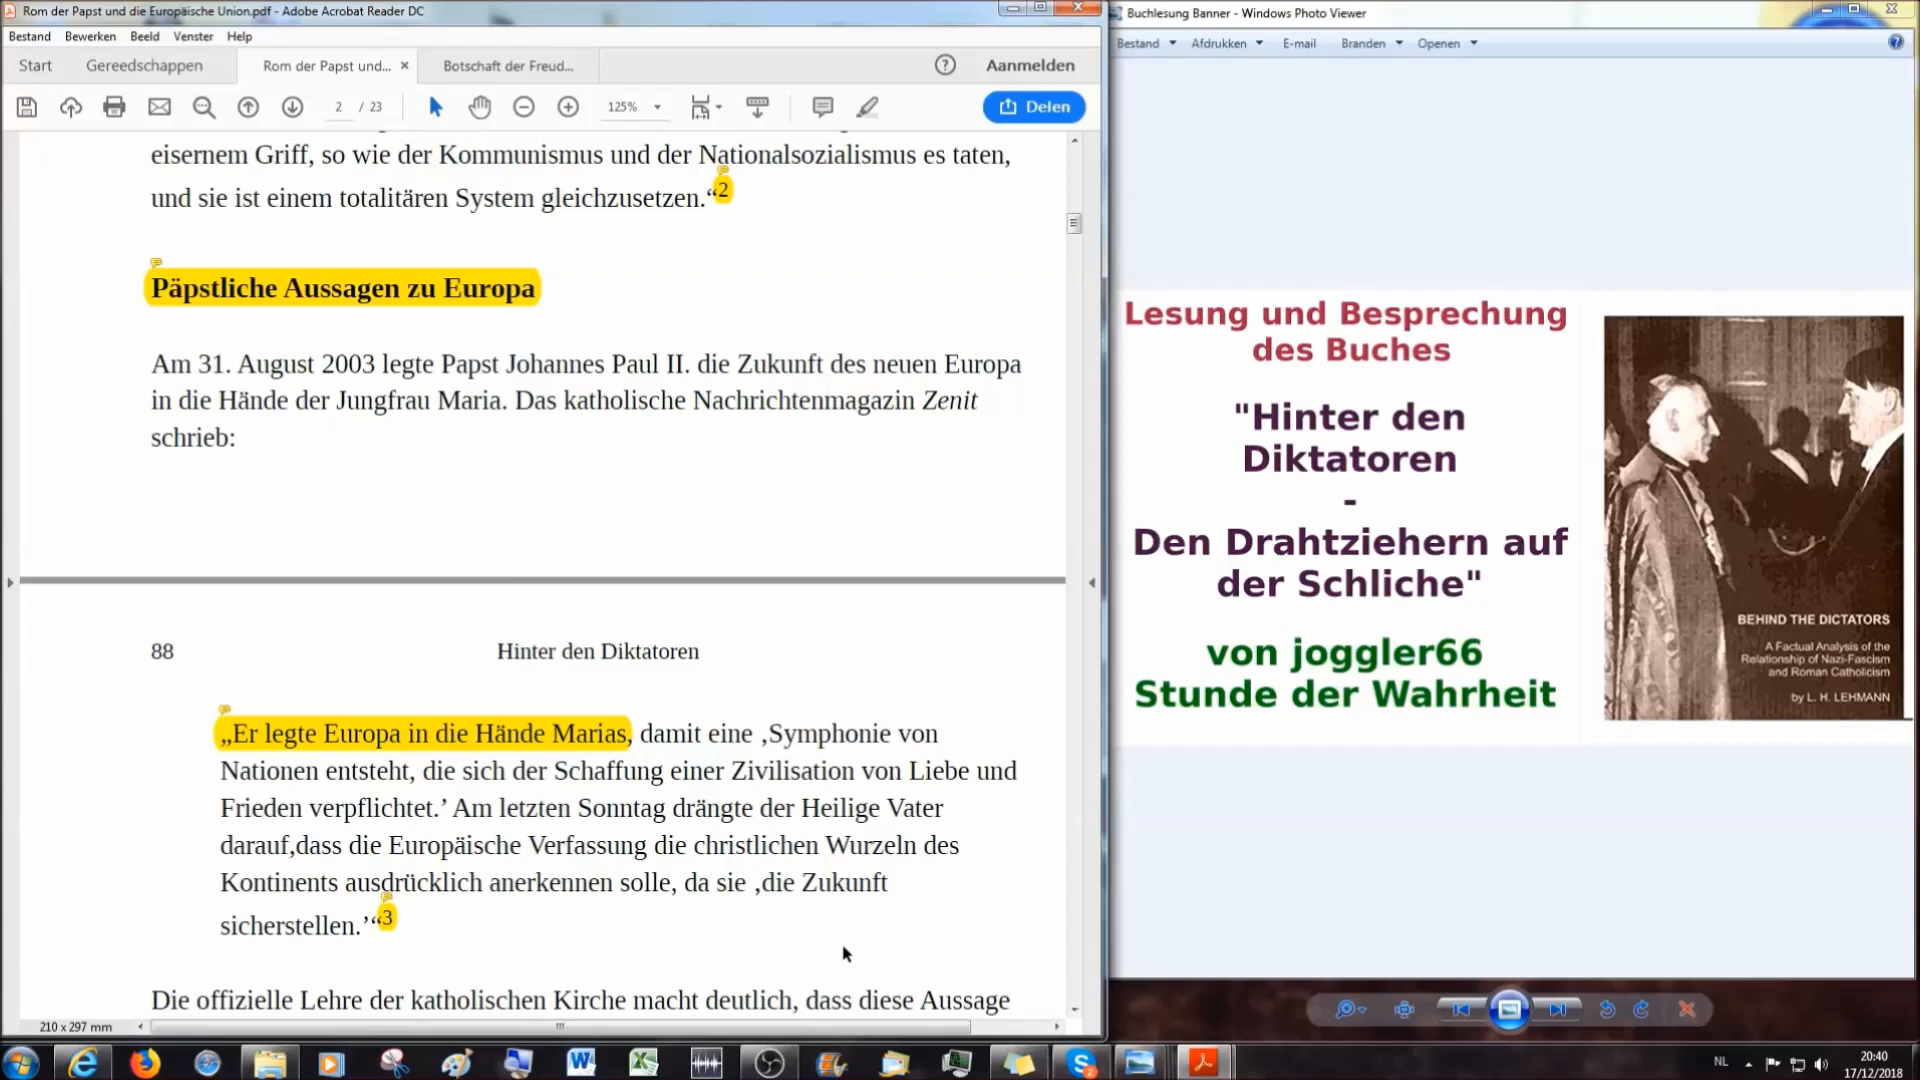 Rom der Papst und die Europäische Union.pdf - Adobe Acrobat Reader DC
Bestand Bewerken Beeld Venster Help
Start Gereedschappen Rom der Papst und... Botschaft der Freud... Aanmelden
2 / 23 125% Delen
eisernem Griff, so wie der Kommunismus und der Nationalsozialismus es taten,
und sie ist einem totalitären System gleichzusetzen.“2
Päpstliche Aussagen zu Europa
Am 31. August 2003 legte Papst Johannes Paul II. die Zukunft des neuen Europa
in die Hände der Jungfrau Maria. Das katholische Nachrichtenmagazin Zenit
schrieb:
88 Hinter den Diktatoren
„Er legte Europa in die Hände Marias, damit eine ‚Symphonie von
Nationen entsteht, die sich der Schaffung einer Zivilisation von Liebe und
Frieden verpflichtet.’ Am letzten Sonntag drängte der Heilige Vater
darauf,dass die Europäische Verfassung die christlichen Wurzeln des
Kontinents ausdrücklich anerkennen solle, da sie ‚die Zukunft
sicherstellen.’“3
Die offizielle Lehre der katholischen Kirche macht deutlich, dass diese Aussage
210 x 297 mm
Buchlesung Banner - Windows Photo Viewer
Bestand Afdrukken E-mail Branden Openen
Lesung und Besprechung
des Buches
"Hinter den
Diktatoren
-
Den Drahtziehern auf
der Schliche"
von joggler66
Stunde der Wahrheit
BEHIND THE DICTATORS
A Factual Analysis of the
Relationship of Nazi-Fascism
and Roman Catholicism
by L. H. LEHMANN
NL
20:40
17/12/2018